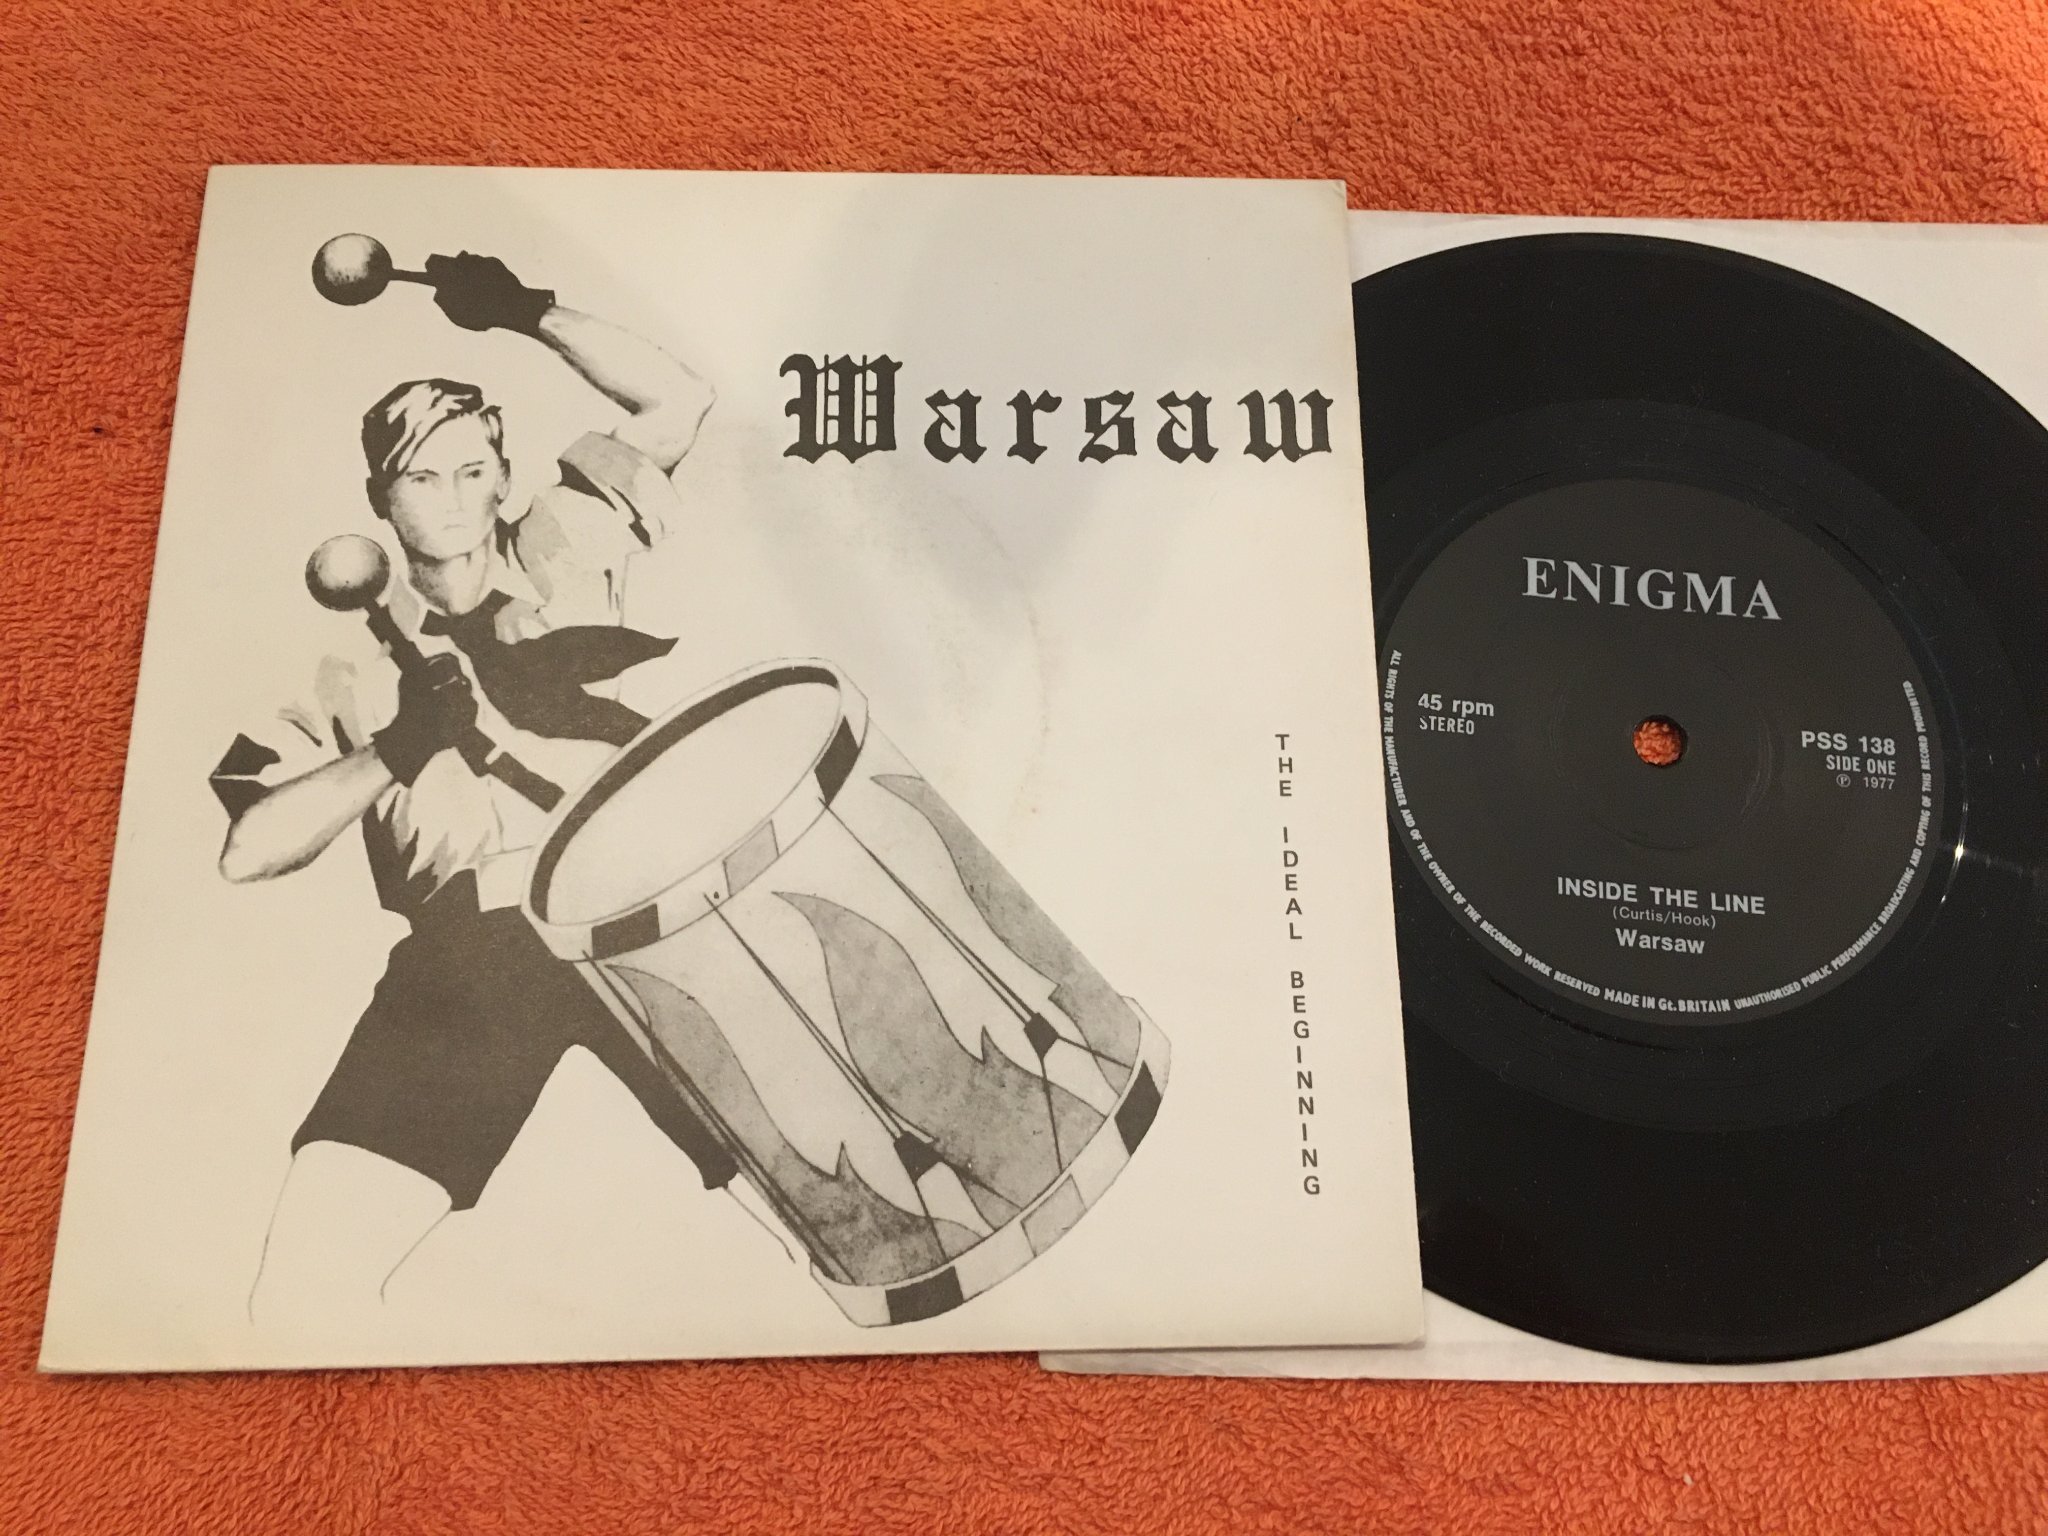 Warsaw
THE IDEAL BEGINNING
ENIGMA
45 rpm
STEREO
PSS 138
SIDE ONE
℗ 1977
INSIDE THE LINE
(Curtis/Hook)
Warsaw
ALL RIGHTS OF THE MANUFACTURER AND OF THE OWNER OF THE RECORDED WORK RESERVED MADE IN Gt. BRITAIN UNAUTHORISED PUBLIC PERFORMANCE BROADCASTING AND COPYING OF THIS RECORD PROHIBITED